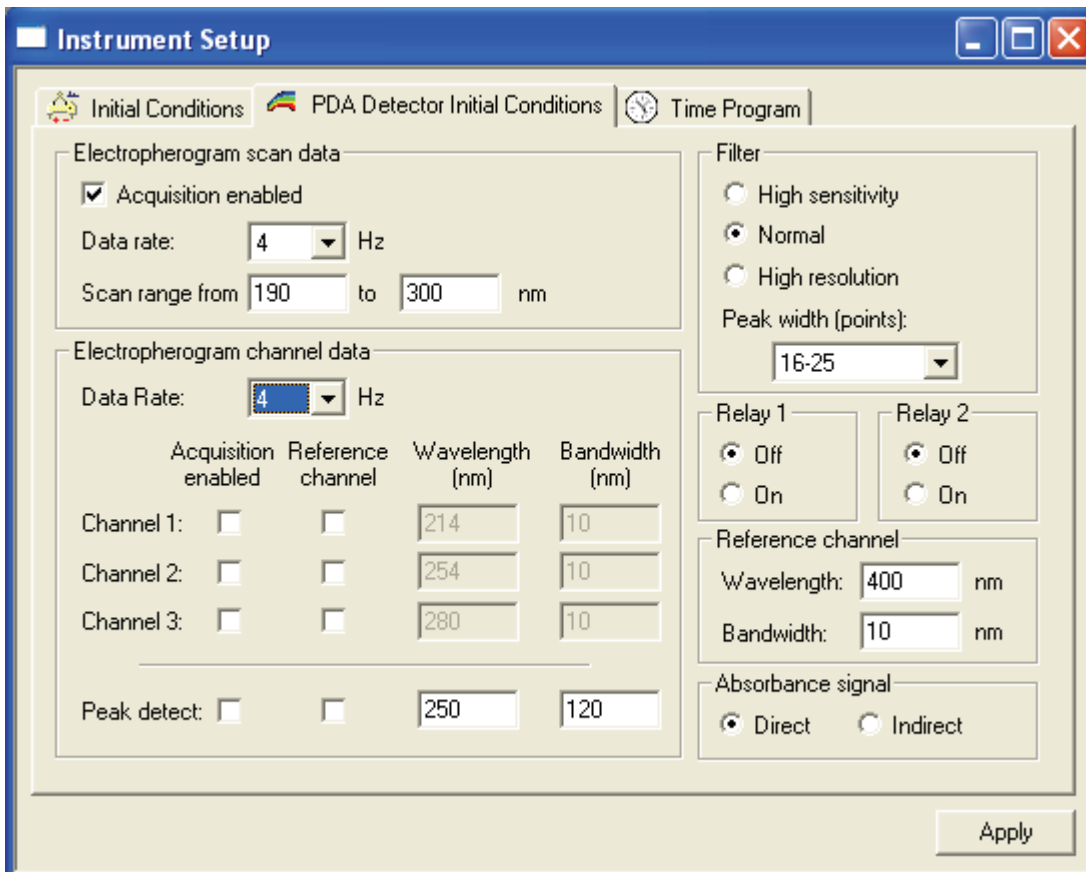 Instrument Setup
Initial Conditions
PDA Detector Initial Conditions
Time Program
Electropherogram scan data
Acquisition enabled
Data rate: 4 Hz
Scan range from 190 to 300 nm
Electropherogram channel data
Data Rate: 4 Hz
Acquisition enabled
Reference channel
Wavelength (nm)
Bandwidth (nm)
Channel 1: 214 10
Channel 2: 254 10
Channel 3: 280 10
Peak detect: 250 120
Filter
High sensitivity
Normal
High resolution
Peak width (points):
16-25
Relay 1
Off
On
Relay 2
Off
On
Reference channel
Wavelength: 400 nm
Bandwidth: 10 nm
Absorbance signal
Direct Indirect
Apply